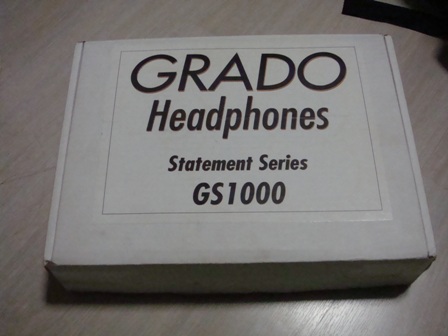 GRADO
Headphones
Statement Series
GS1000